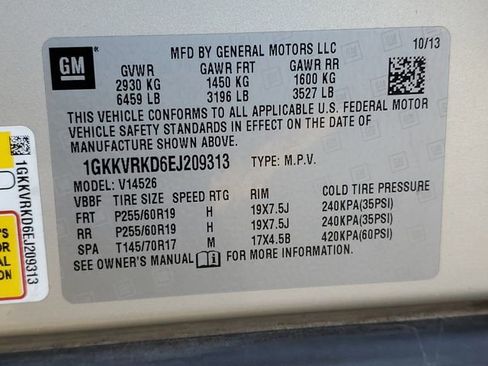 GM
MFD BY GENERAL MOTORS LLC
10/13
GVWR GAWR FRT GAWR RR
2930 KG 1450 KG 1600 KG
6459 LB 3196 LB 3527 LB
THIS VEHICLE CONFORMS TO ALL APPLICABLE U.S. FEDERAL MOTOR
VEHICLE SAFETY STANDARDS IN EFFECT ON THE DATE OF
MANUFACTURE SHOWN ABOVE.
1GKKVRKD6EJ209313 TYPE: M.P.V.
MODEL: V14526
VBBF TIRE SIZE SPEED RTG RIM COLD TIRE PRESSURE
FRT P255/60R19 H 19X7.5J 240KPA(35PSI)
RR P255/60R19 H 19X7.5J 240KPA(35PSI)
SPA T145/70R17 M 17X4.5B 420KPA(60PSI)
SEE OWNER'S MANUAL FOR MORE INFORMATION.
1GKKVRKD6EJ209313